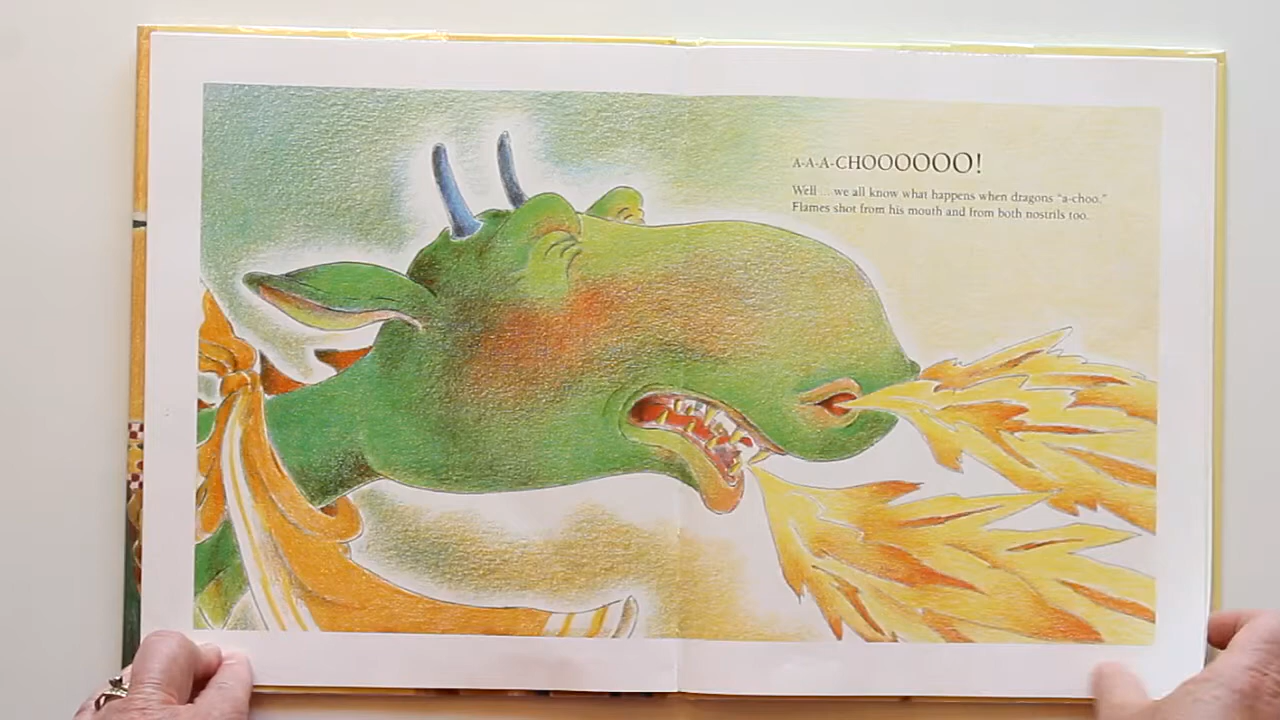 A-A-A-CHOOOOOO!
Well ... we all know what happens when dragons "a-choo."
Flames shot from his mouth and from both nostrils too.